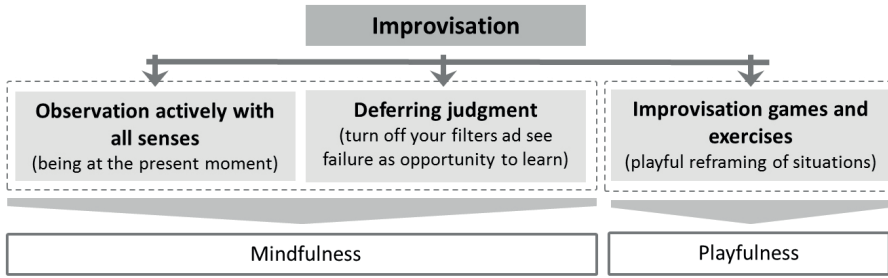 Improvisation
Observation actively with
all senses
(being at the present moment)
Deferring judgment
(turn off your filters ad see
failure as opportunity to learn)
Improvisation games and
exercises
(playful reframing of situations)
Mindfulness
Playfulness